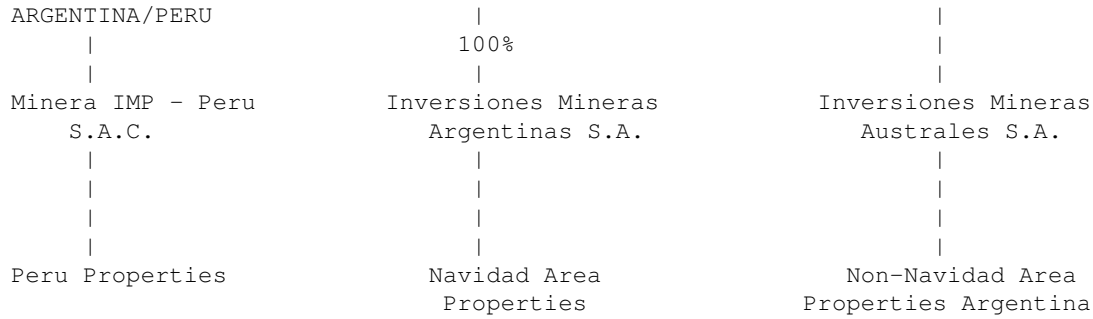 ARGENTINA/PERU
100%
Minera IMP - Peru Inversiones Mineras Inversiones Mineras
S.A.C. Argentinas S.A. Australes S.A.
Peru Properties Navidad Area Non-Navidad Area
Properties Properties Argentina